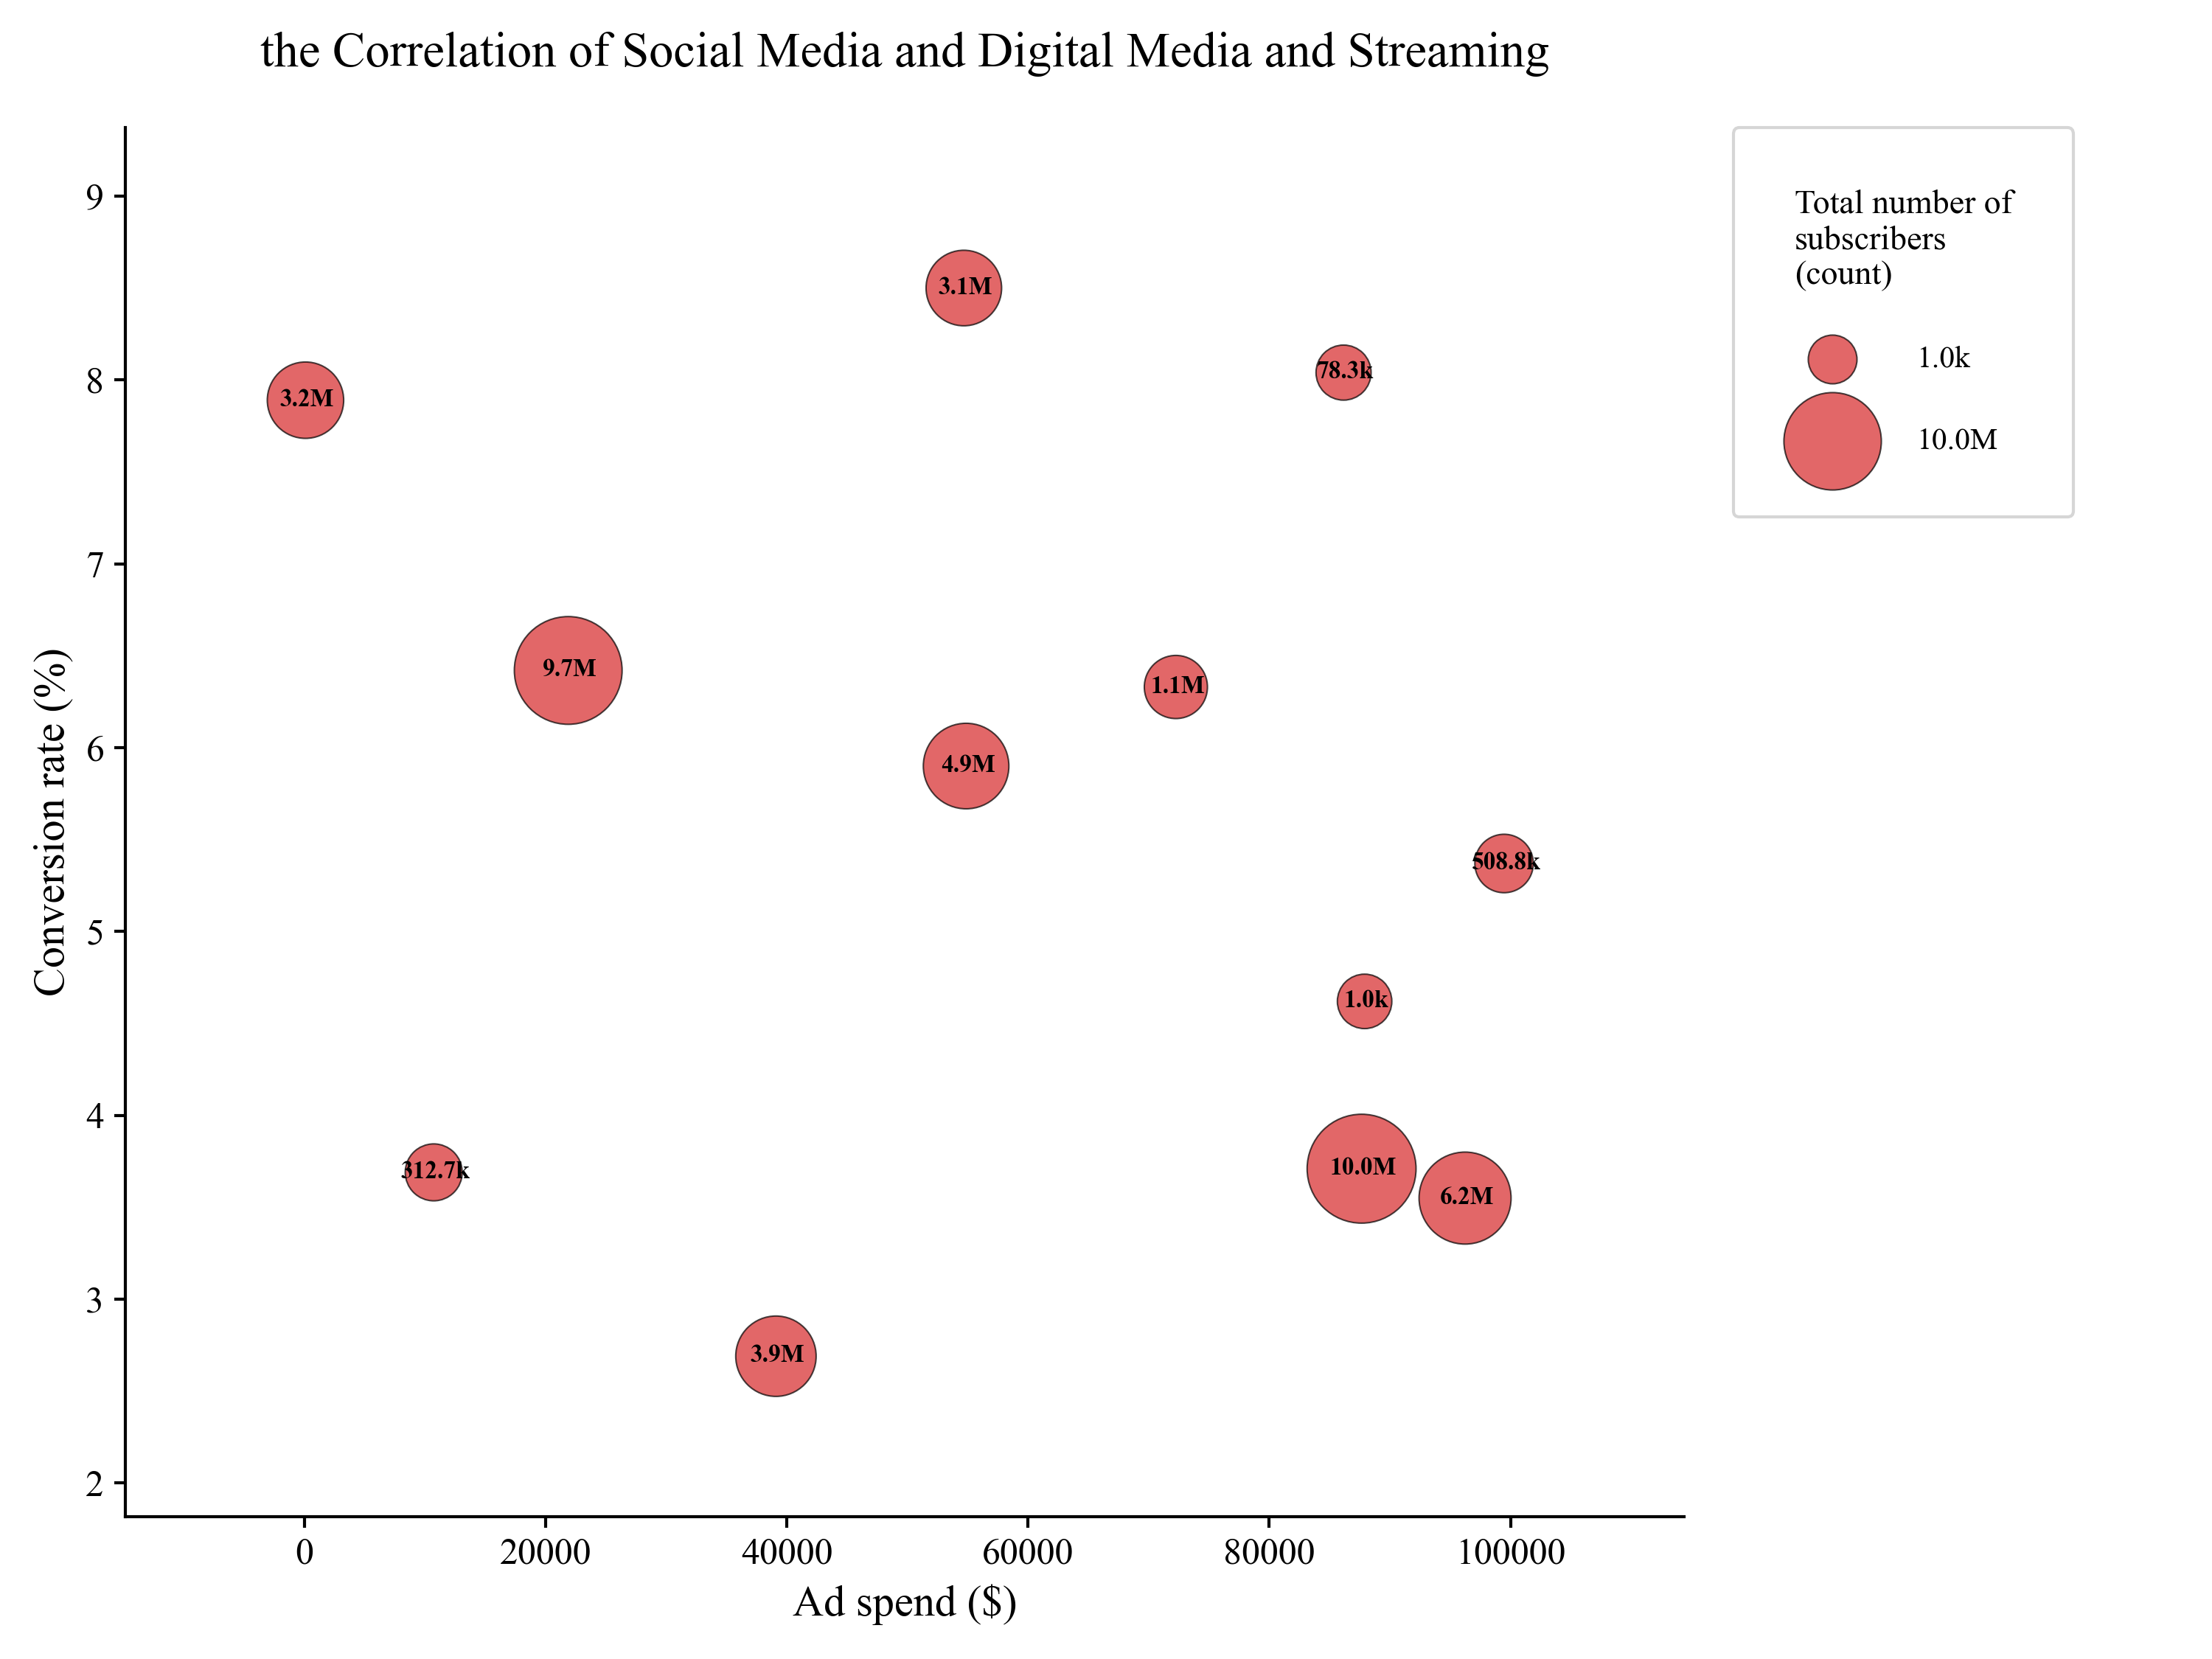 the Correlation of Social Media and Digital Media and Streaming
Conversion rate (%)
9
8
7
6
5
4
3
2
3.1M
78.3k
3.2M
9.7M
1.1M
4.9M
508.8k
1.0k
312.7k
10.0M
6.2M
3.9M
0
20000
40000
60000
80000
100000
Ad spend ($)
Total number of
subscribers
(count)
1.0k
10.0M